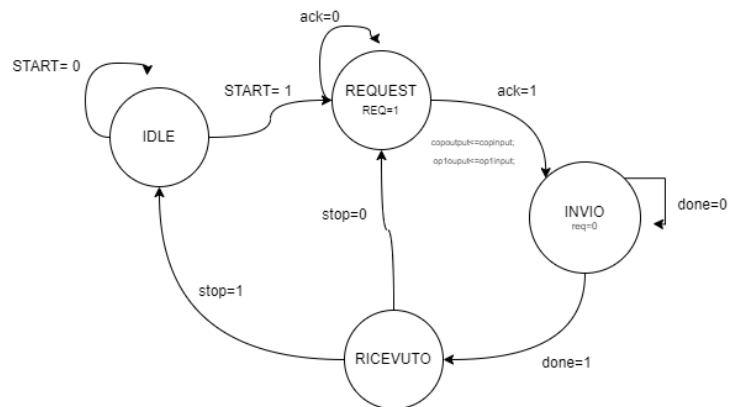 ack=0
START= 0
START= 1
REQUEST
REQ=1
ack=1
IDLE
copoutput<=copinput;
op1ouput<=op1input;
INVIO
req=0
done=0
stop=0
stop=1
RICEVUTO
done=1